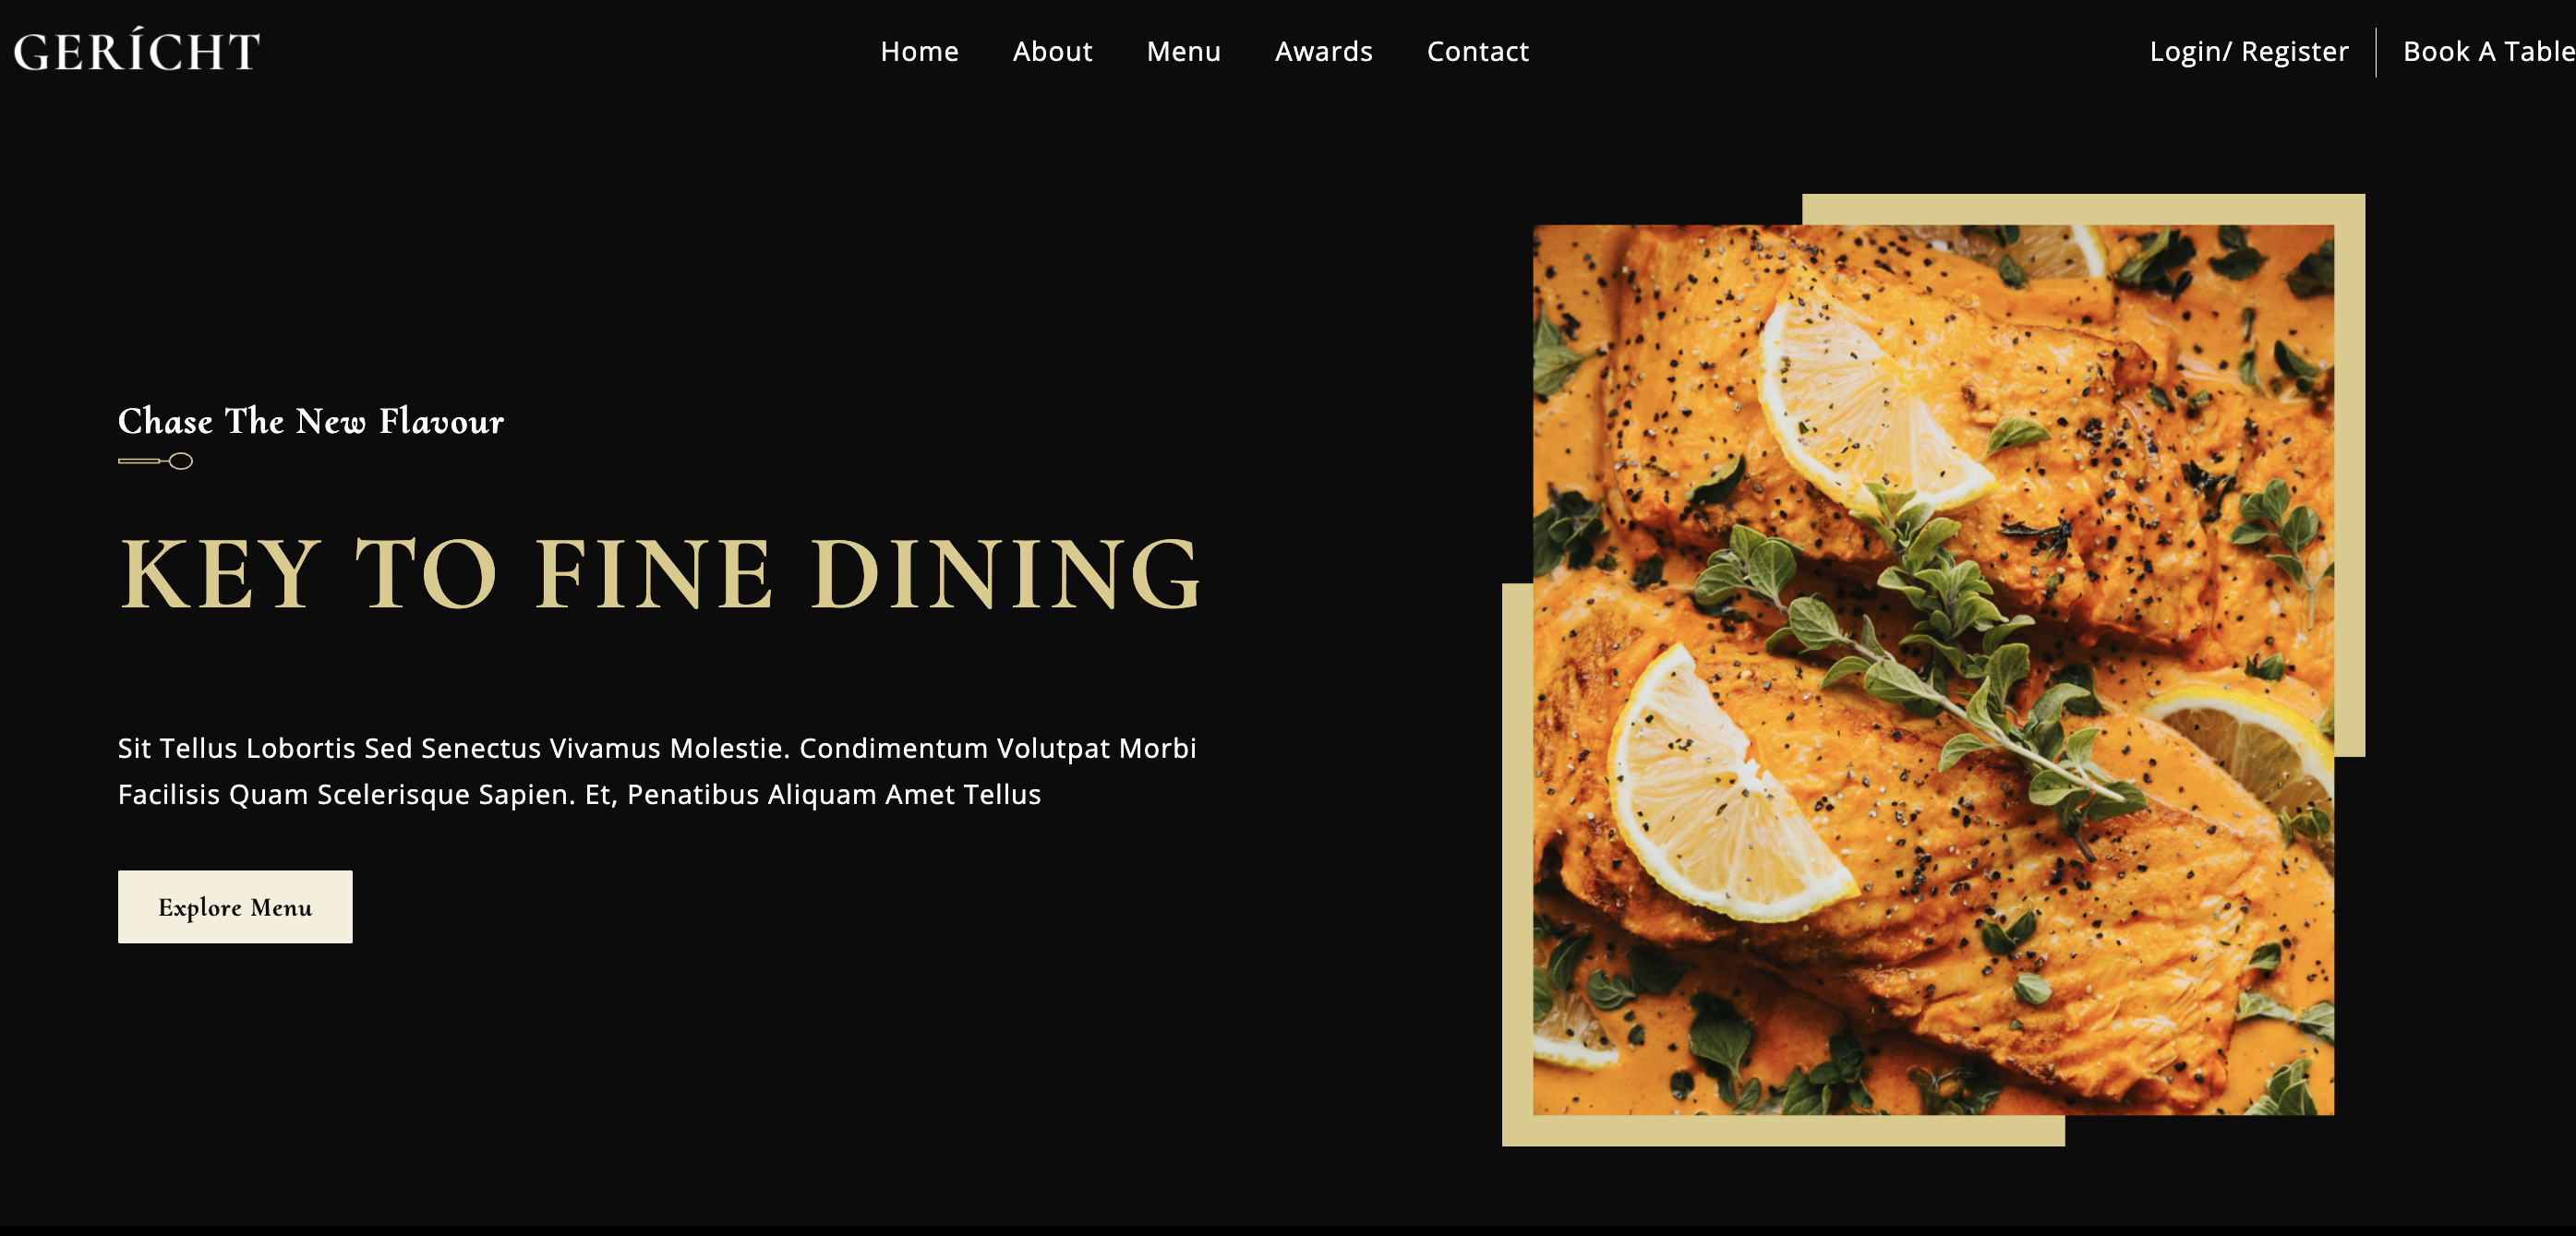 GERÍCHT
Home About Menu Awards Contact
Login/ Register Book A Table
Chase The New Flavour
KEY TO FINE DINING
Sit Tellus Lobortis Sed Senectus Vivamus Molestie. Condimentum Volutpat Morbi
Facilisis Quam Scelerisque Sapien. Et, Penatibus Aliquam Amet Tellus
Explore Menu